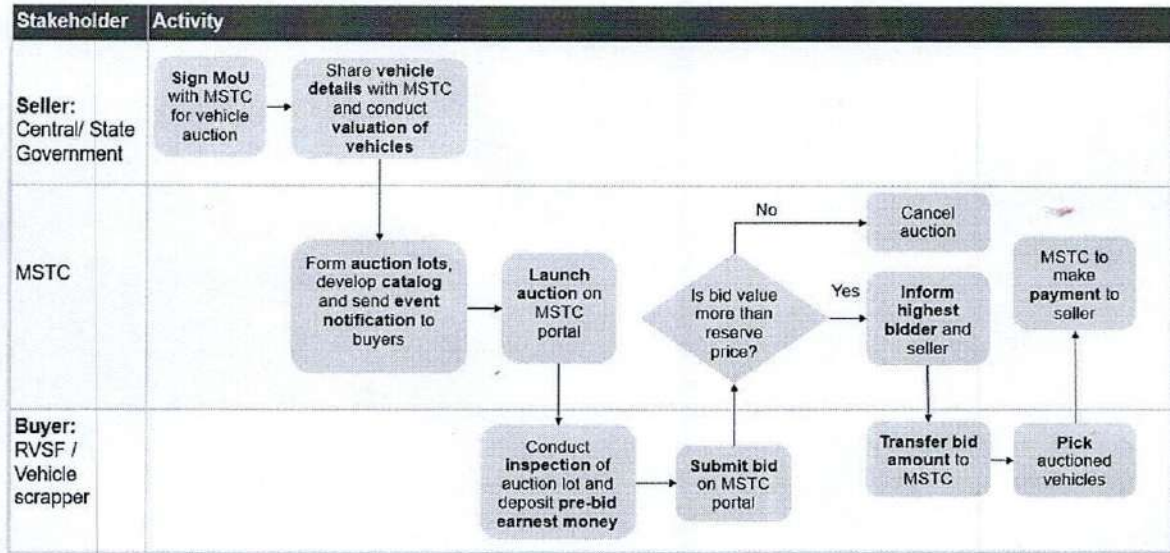 Stakeholder
Activity
Seller:
Central/ State
Government
Sign MoU
with MSTC
for vehicle
auction
Share vehicle
details with MSTC
and conduct
valuation of
vehicles
MSTC
Form auction lots,
develop catalog
and send event
notification to
buyers
Launch
auction on
MSTC
portal
Is bid value
more than
reserve
price?
No
Cancel
auction
Yes
Inform
highest
bidder and
seller
MSTC to
make
payment to
seller
Buyer:
RVSF /
Vehicle
scrapper
Conduct
inspection of
auction lot and
deposit pre-bid
earnest money
Submit bid
on MSTC
portal
Transfer bid
amount to
MSTC
Pick
auctioned
vehicles